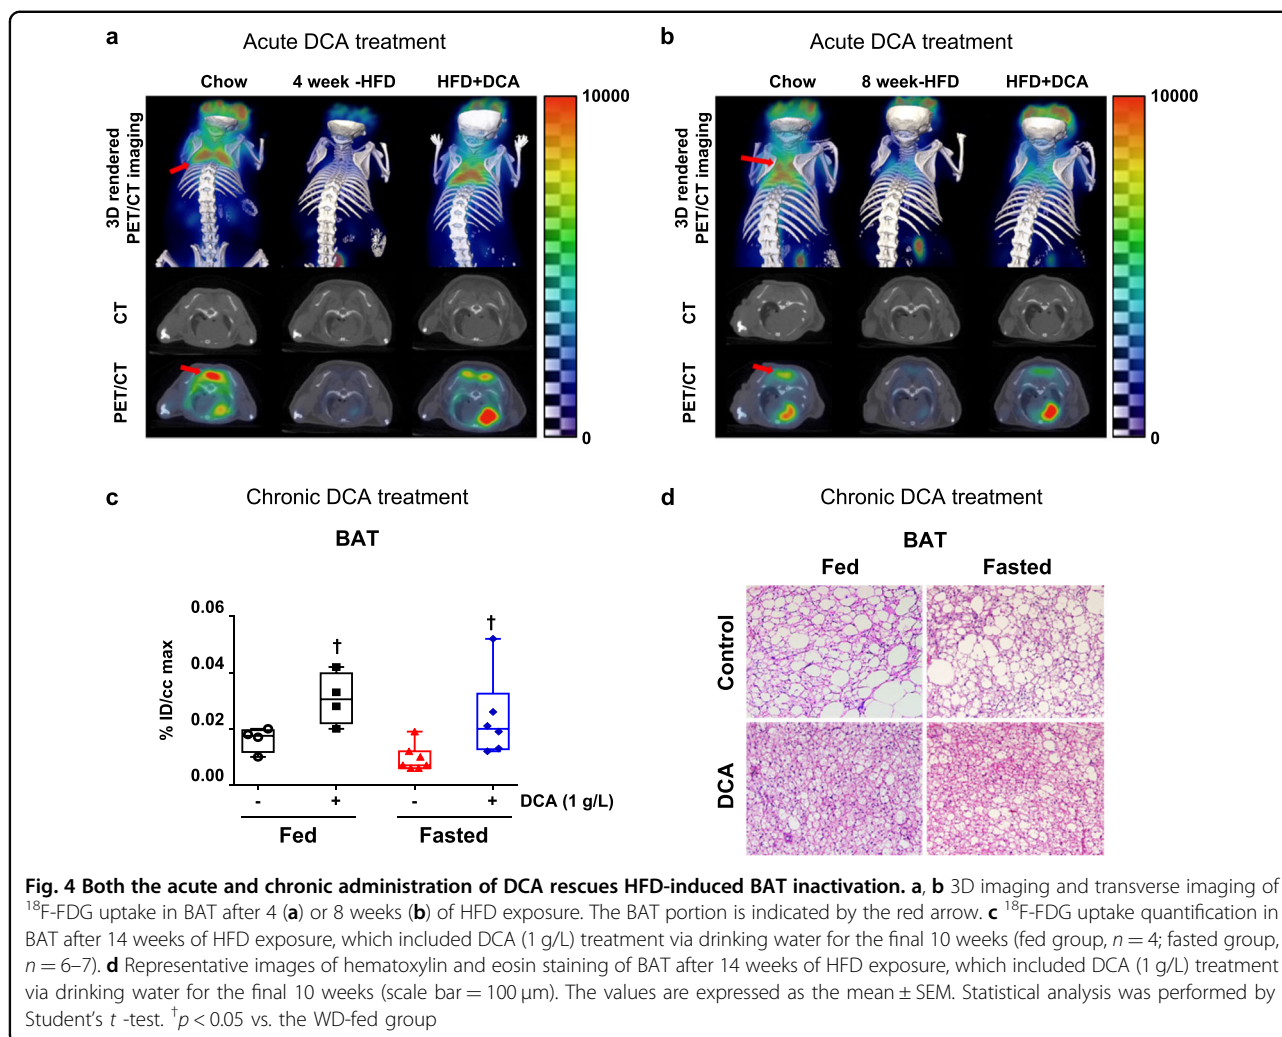 a
Acute DCA treatment
Chow
4 week -HFD
HFD+DCA
3D rendered
PET/CT imaging
CT
PET/CT
10000
0
b
Acute DCA treatment
Chow
8 week-HFD
HFD+DCA
3D rendered
PET/CT imaging
CT
PET/CT
10000
0
c
Chronic DCA treatment
BAT
% ID/cc max
0.06
0.04
0.02
0.00
†
†
-
+
-
+
DCA (1 g/L)
Fed
Fasted
d
Chronic DCA treatment
BAT
Fed
Fasted
Control
DCA
Fig. 4 Both the acute and chronic administration of DCA rescues HFD-induced BAT inactivation. a, b 3D imaging and transverse imaging of
¹⁸F-FDG uptake in BAT after 4 (a) or 8 weeks (b) of HFD exposure. The BAT portion is indicated by the red arrow. c ¹⁸F-FDG uptake quantification in
BAT after 14 weeks of HFD exposure, which included DCA (1 g/L) treatment via drinking water for the final 10 weeks (fed group, n = 4; fasted group,
n = 6–7). d Representative images of hematoxylin and eosin staining of BAT after 14 weeks of HFD exposure, which included DCA (1 g/L) treatment
via drinking water for the final 10 weeks (scale bar = 100 μm). The values are expressed as the mean ± SEM. Statistical analysis was performed by
Student's t -test. †p < 0.05 vs. the WD-fed group